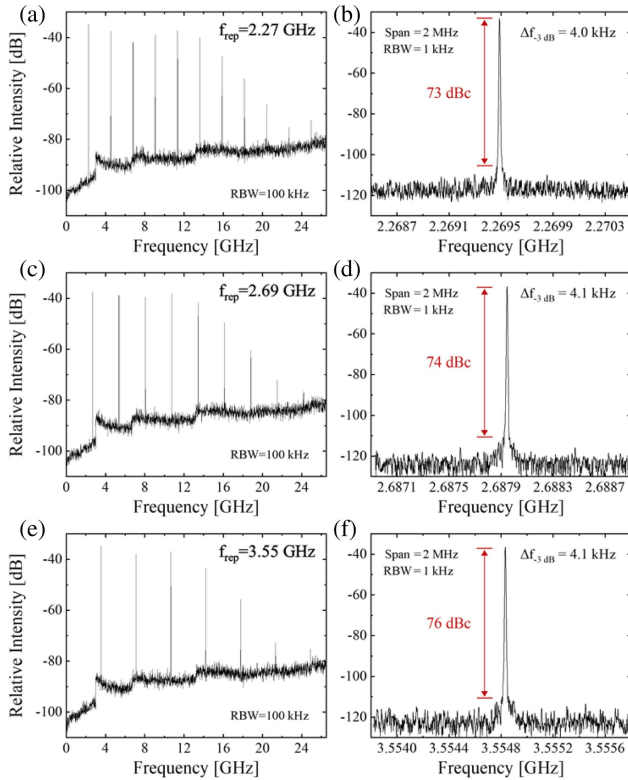 (a)
f_rep=2.27 GHz
RBW=100 kHz
Relative Intensity [dB]
-40
-60
-80
-100
0 4 8 12 16 20 24
Frequency [GHz]
(b)
Span = 2 MHz
RBW = 1 kHz
Δf_-3 dB = 4.0 kHz
73 dBc
-40
-60
-80
-100
-120
2.2687 2.2691 2.2695 2.2699 2.2703
Frequency [GHz]
(c)
f_rep=2.69 GHz
RBW=100 kHz
Relative Intensity [dB]
-40
-60
-80
-100
0 4 8 12 16 20 24
Frequency [GHz]
(d)
Span = 2 MHz
RBW = 1 kHz
Δf_-3 dB = 4.1 kHz
74 dBc
-40
-60
-80
-100
-120
2.6871 2.6875 2.6879 2.6883 2.6887
Frequency [GHz]
(e)
f_rep=3.55 GHz
RBW=100 kHz
Relative Intensity [dB]
-40
-60
-80
-100
0 4 8 12 16 20 24
Frequency [GHz]
(f)
Span = 2 MHz
RBW = 1 kHz
Δf_-3 dB = 4.1 kHz
76 dBc
-40
-60
-80
-100
-120
3.5540 3.5544 3.5548 3.5552 3.5556
Frequency [GHz]